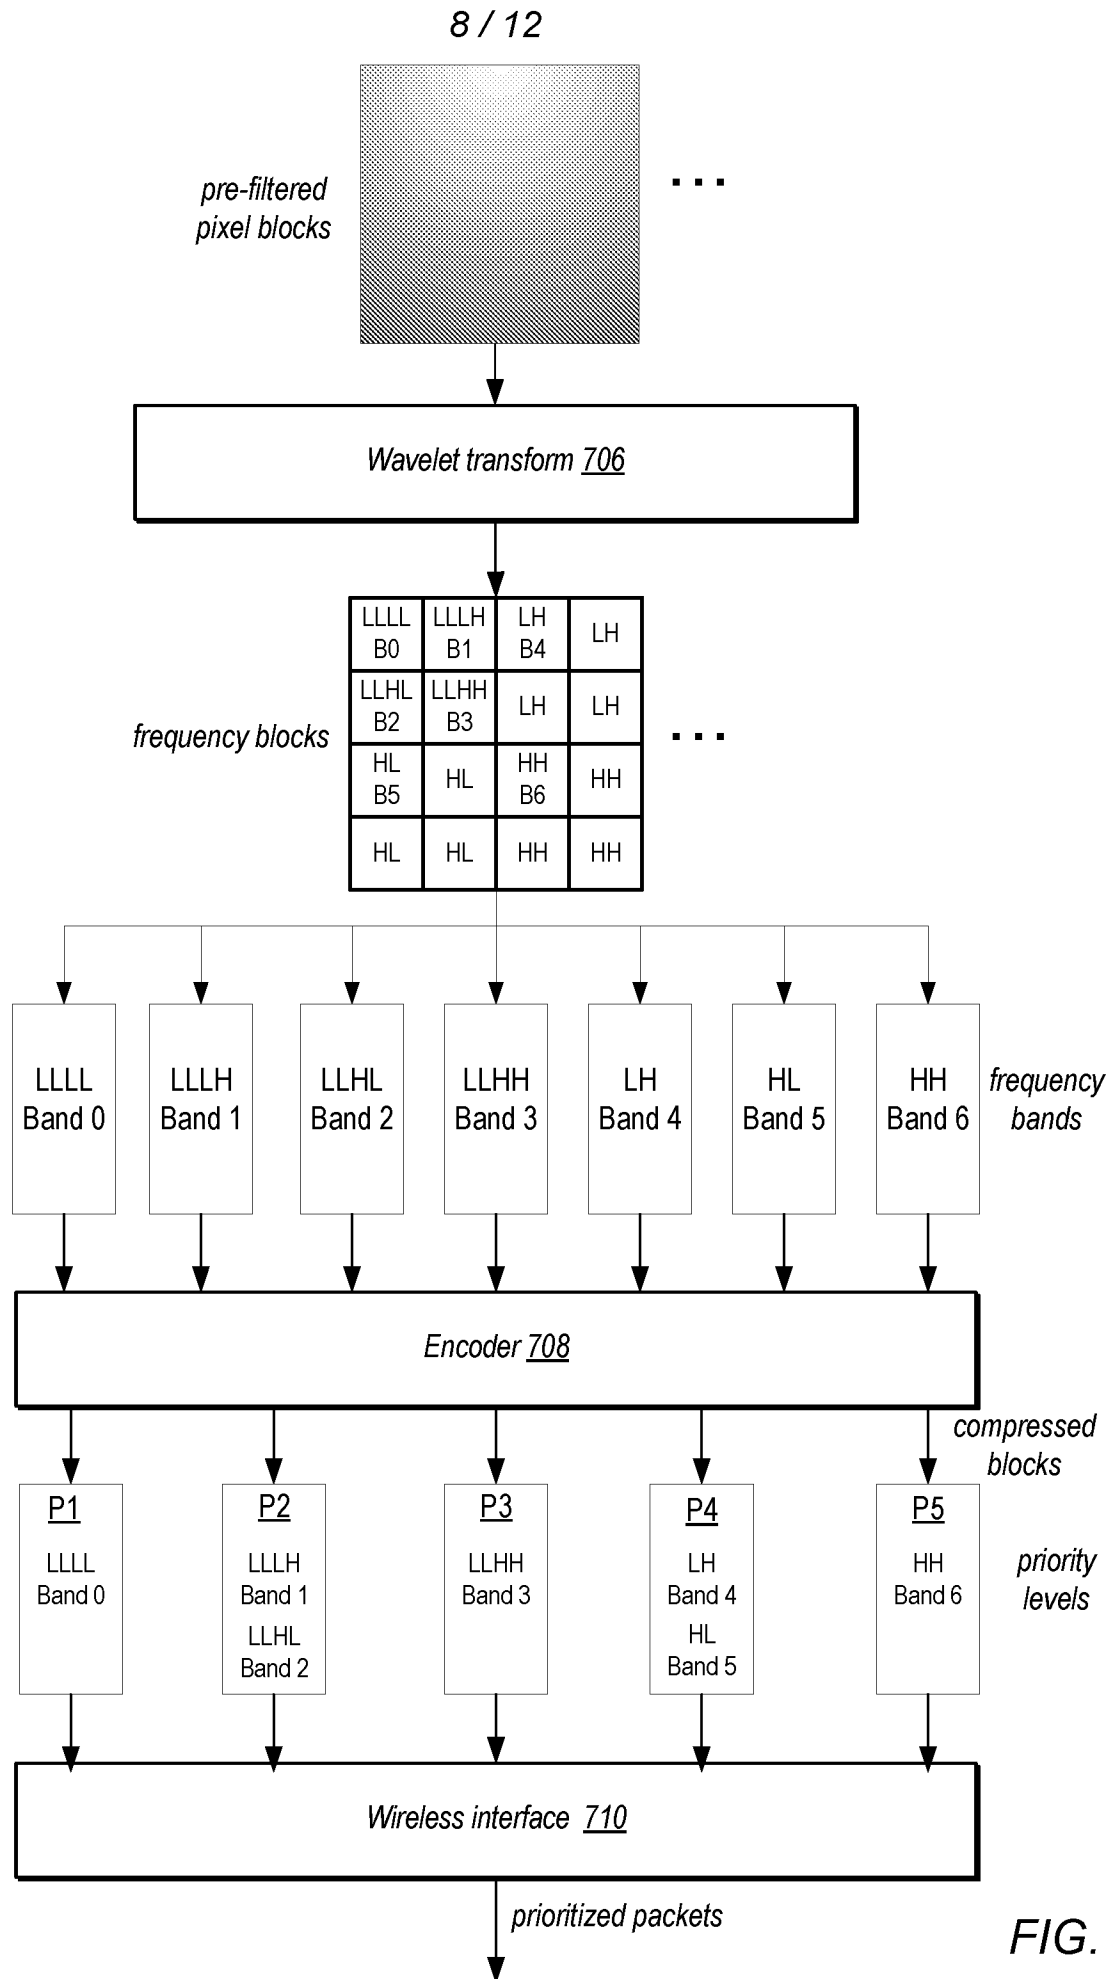 8 / 12
pre-filtered
pixel blocks
...
Wavelet transform 706
LLLL
B0
LLLH
B1
LH
B4
LH
LLHL
B2
LLHH
B3
LH
LH
frequency blocks
...
HL
B5
HL
HH
B6
HH
HL
HL
HH
HH
LLLL
Band 0
LLLH
Band 1
LLHL
Band 2
LLHH
Band 3
LH
Band 4
HL
Band 5
HH
Band 6
frequency
bands
Encoder 708
compressed
blocks
P1
LLLL
Band 0
P2
LLLH
Band 1
LLHL
Band 2
P3
LLHH
Band 3
P4
LH
Band 4
HL
Band 5
P5
HH
Band 6
priority
levels
Wireless interface 710
prioritized packets
FIG.